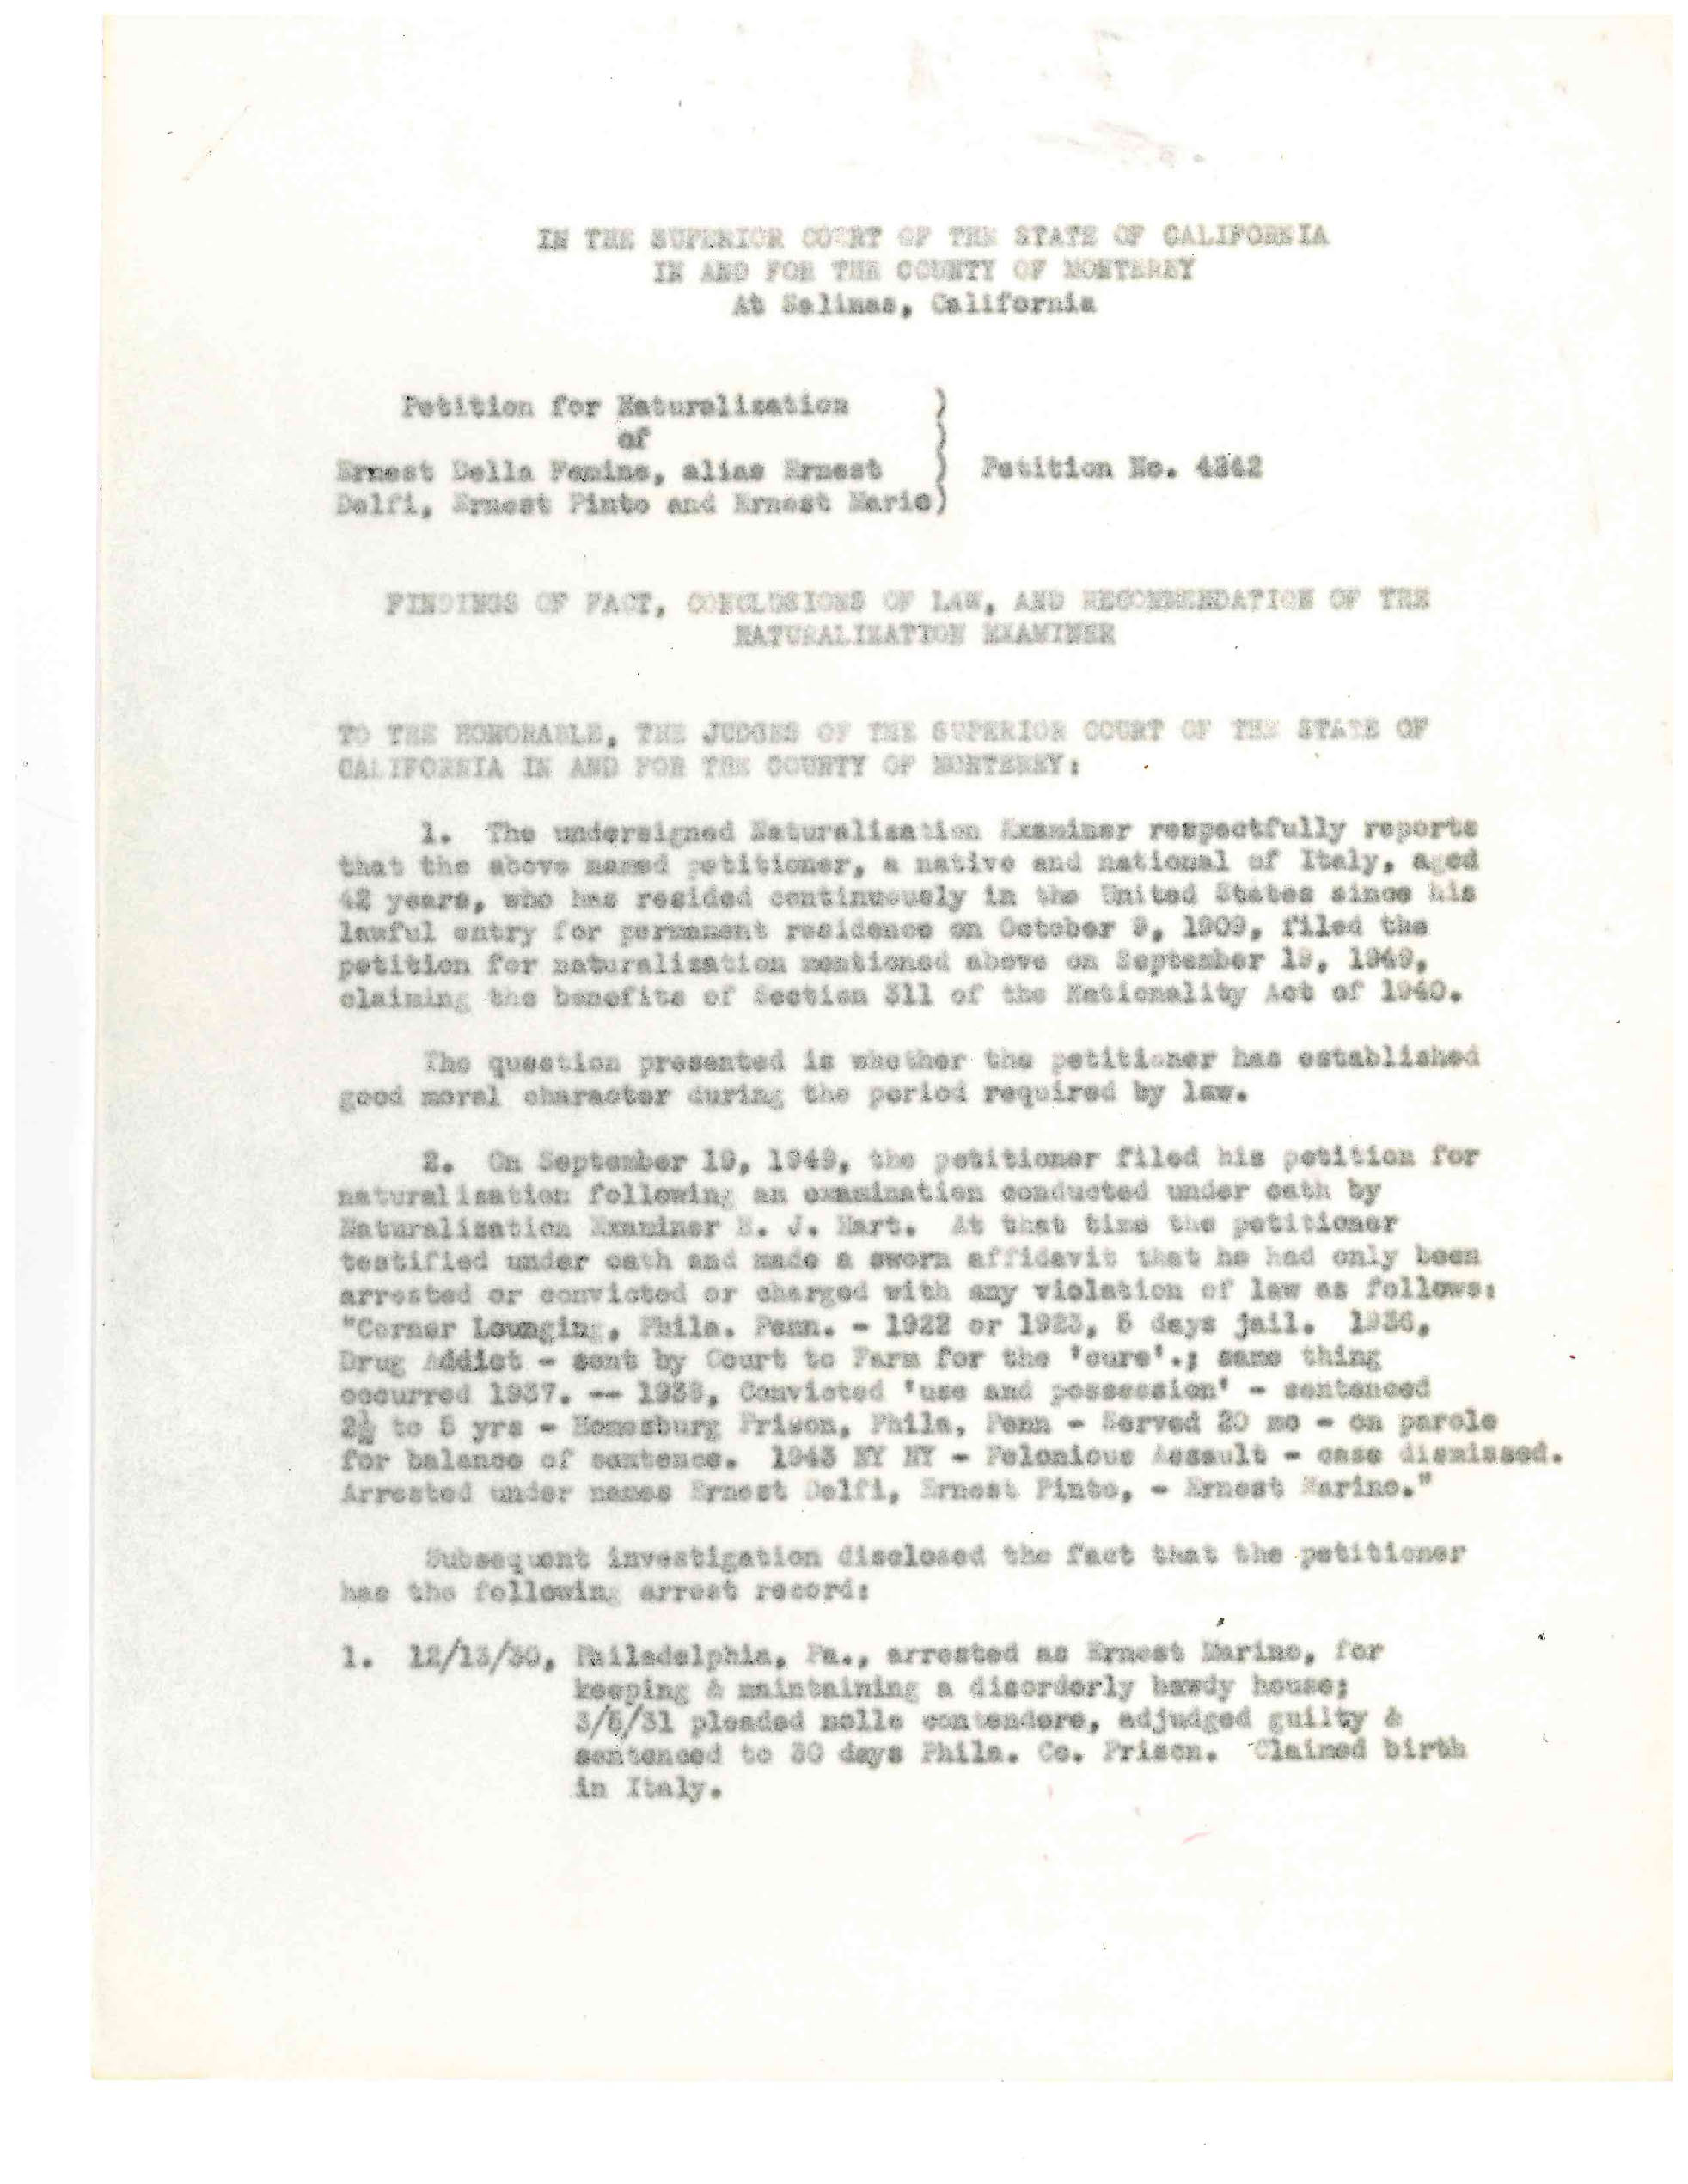 IN THE SUPERIOR COURT OF THE STATE OF CALIFORNIA
IN AND FOR THE COUNTY OF MONTEREY
At Salinas, California
Petition for Naturalization )
of )
Ernest Della Femine, alias Ernest ) Petition No. 4242
Delfi, Ernest Pinto and Ernest Mario)
FINDINGS OF FACT, CONCLUSIONS OF LAW, AND RECOMMENDATION OF THE
NATURALIZATION EXAMINER
TO THE HONORABLE, THE JUDGES OF THE SUPERIOR COURT OF THE STATE OF
CALIFORNIA IN AND FOR THE COUNTY OF MONTEREY:
1. The undersigned Naturalization Examiner respectfully reports
that the above named petitioner, a native and national of Italy, aged
42 years, who has resided continuously in the United States since his
lawful entry for permanent residence on October 9, 1909, filed the
petition for naturalization mentioned above on September 19, 1949,
claiming the benefits of Section 311 of the Nationality Act of 1940.
The question presented is whether the petitioner has established
good moral character during the period required by law.
2. On September 19, 1949, the petitioner filed his petition for
naturalization following an examination conducted under oath by
Naturalization Examiner J. Hart. At that time the petitioner
testified under oath and made a sworn affidavit that he had only been
arrested or convicted or charged with any violation of law as follows:
"Corner Lounging, Phila. Penn. - 1922 or 1923, 5 days jail. 1936,
Drug Addict - sent by Court to Farm for the 'cure'.; same thing
occurred 1937. -- 1938, Convicted 'use and possession' - sentenced
2½ to 5 yrs - Homesburg Prison, Phila, Penn - Served 20 mo - on parole
for balance of sentence. 1943 NY NY - Felonious Assault - case dismissed.
Arrested under names Ernest Delfi, Ernest Pinto, - Ernest Marino."
Subsequent investigation disclosed the fact that the petitioner
has the following arrest record:
1. 12/13/30, Philadelphia, Pa., arrested as Ernest Marino, for
keeping & maintaining a disorderly bawdy house;
3/5/31 pleaded nolle contendere, adjudged guilty &
sentenced to 30 days Phila. Co. Prison. Claimed birth
in Italy.